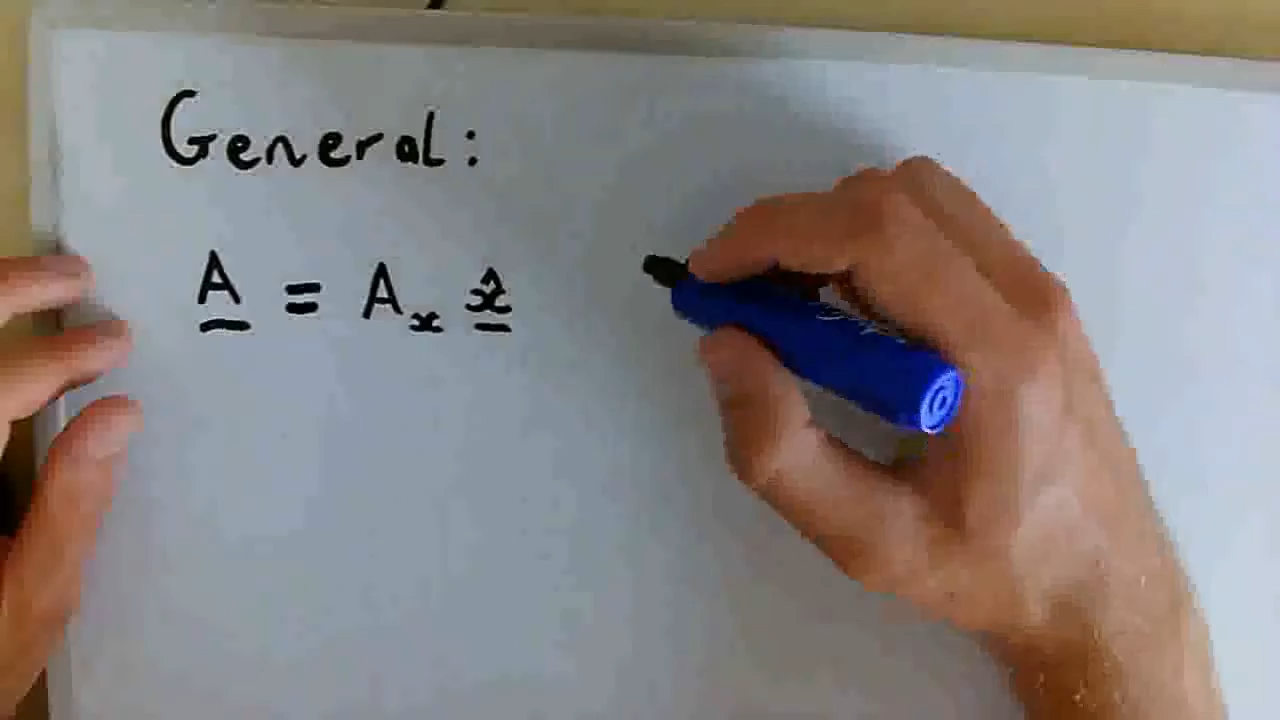 General:
A̲ = Aₓ x̲̂